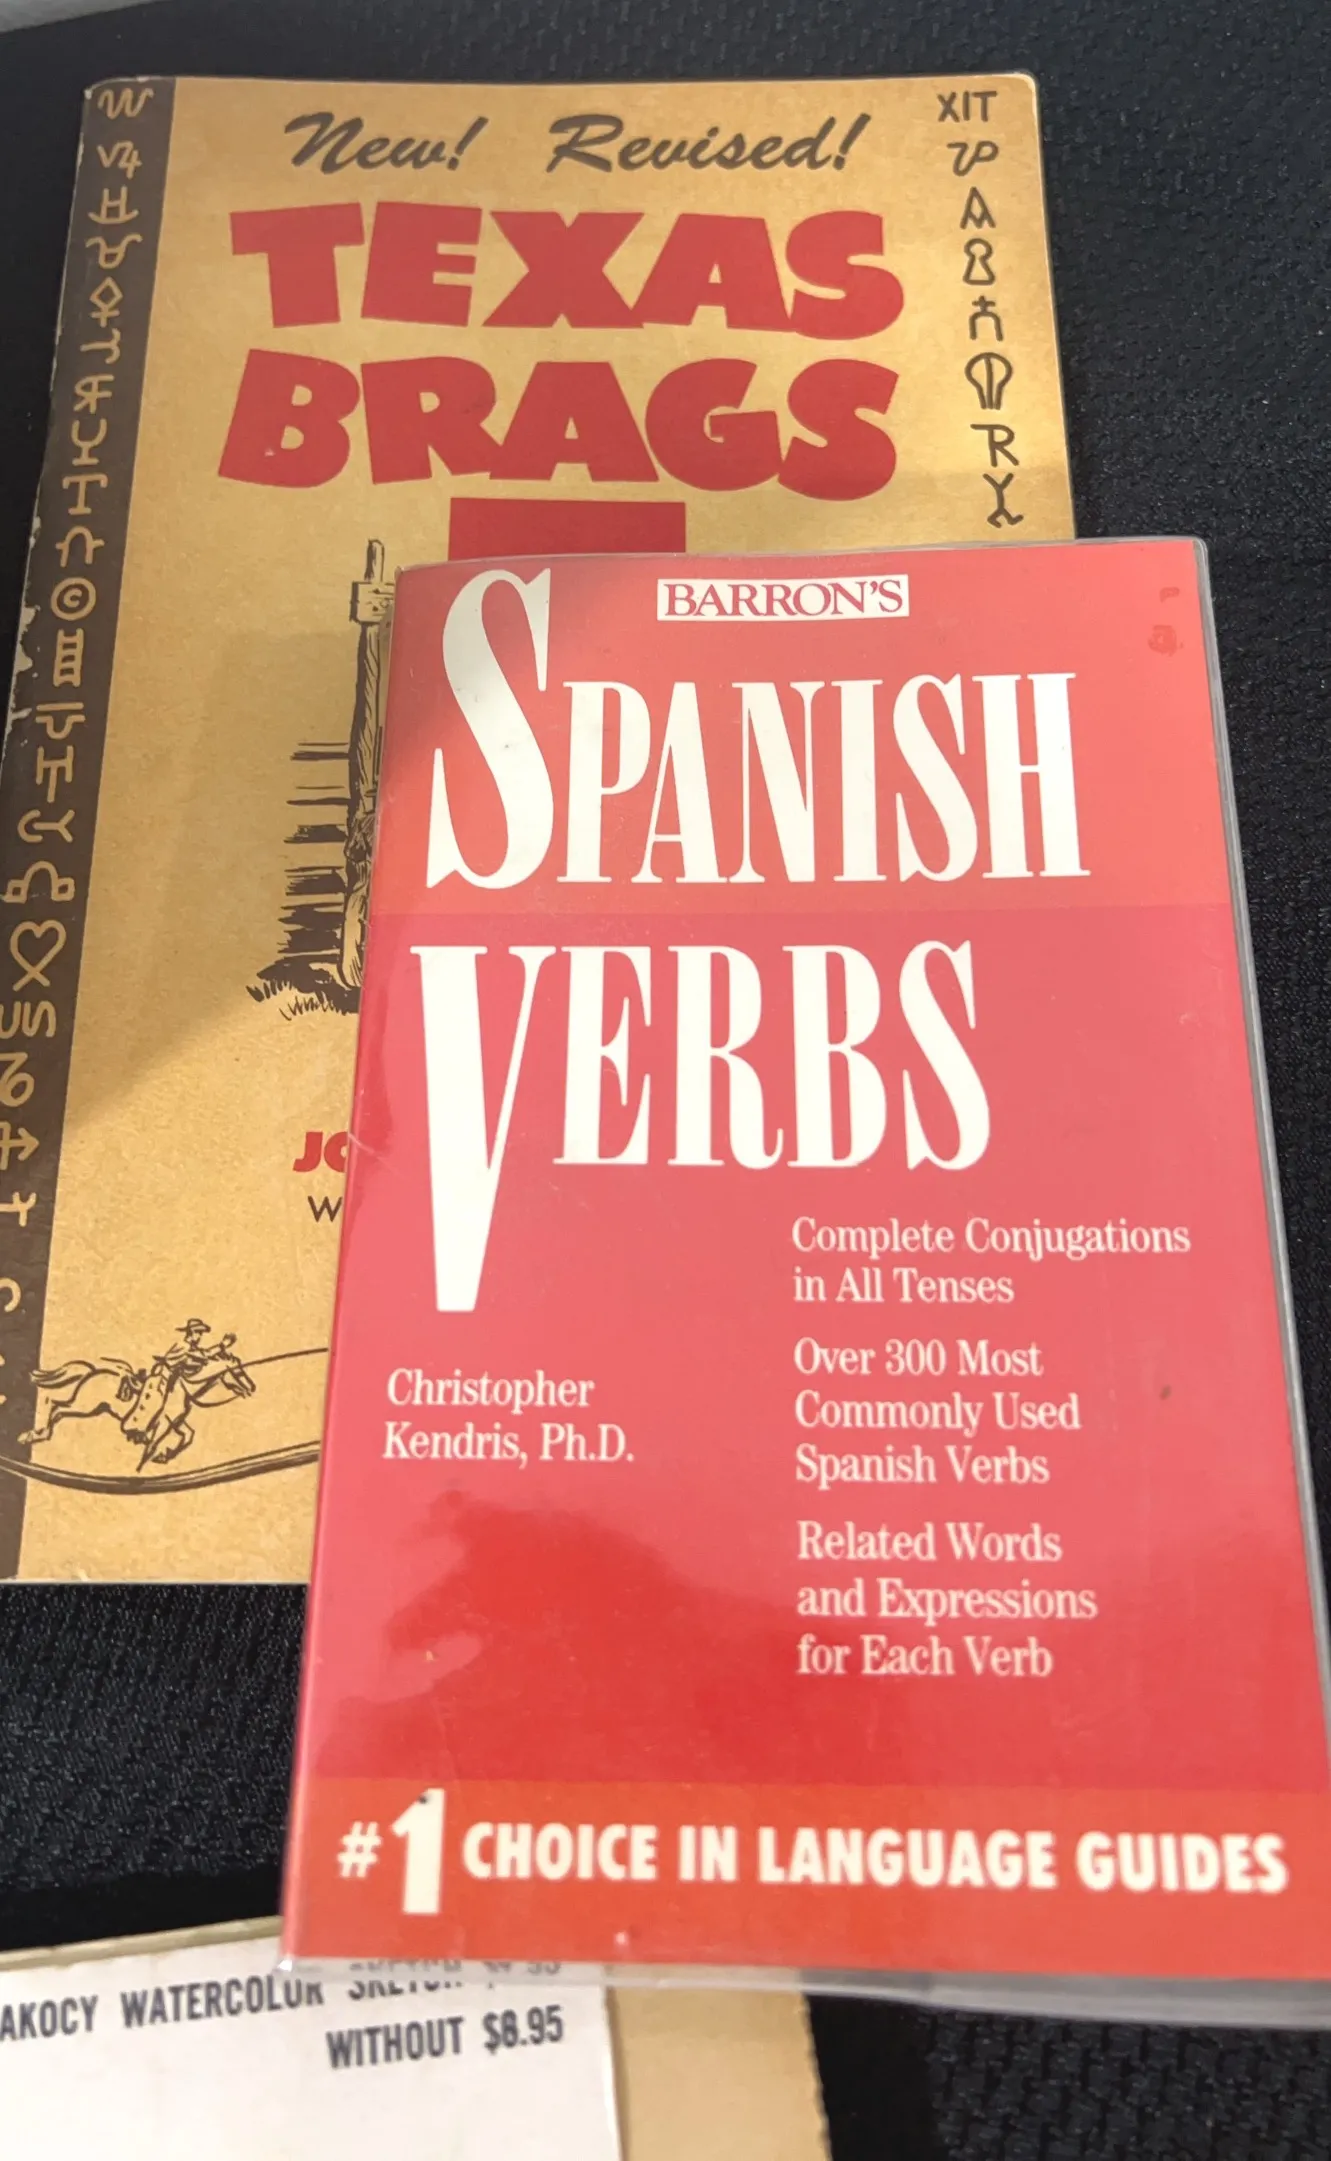 New! Revised!
TEXAS
BRAGS
XIT
BARRON'S
SPANISH
VERBS
Complete Conjugations
in All Tenses
Over 300 Most
Commonly Used
Spanish Verbs
Christopher
Kendris, Ph.D.
Related Words
and Expressions
for Each Verb
#1 CHOICE IN LANGUAGE GUIDES
AKOCY WATERCOLOR SKETCH
WITHOUT $8.95